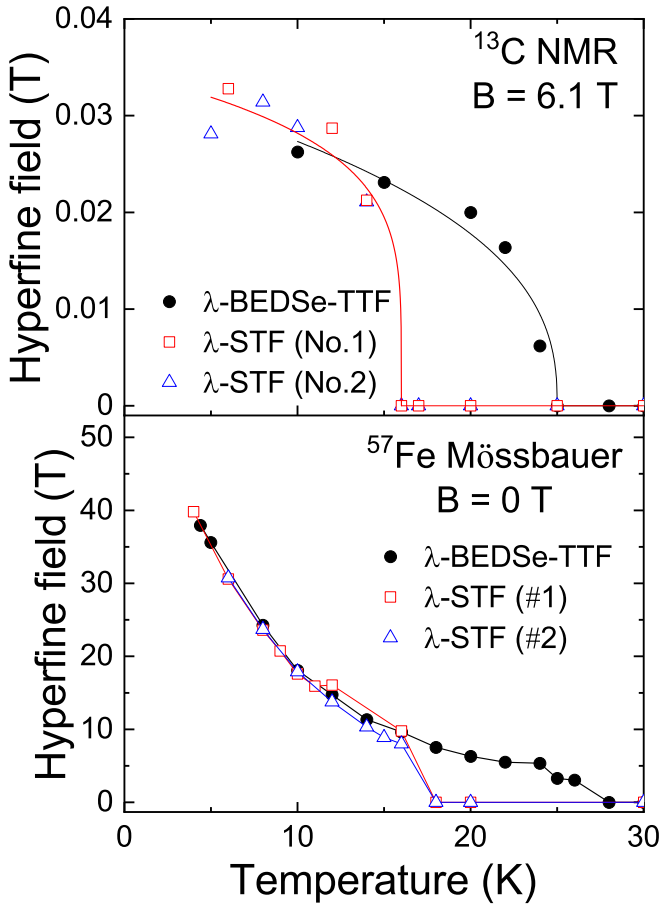 0.04
0.03
0.02
0.01
0
Hyperfine field (T)
¹³C NMR
B = 6.1 T
λ-BEDSe-TTF
λ-STF (No.1)
λ-STF (No.2)
50
40
30
20
10
0
Hyperfine field (T)
⁵⁷Fe Mössbauer
B = 0 T
λ-BEDSe-TTF
λ-STF (#1)
λ-STF (#2)
0 10 20 30
Temperature (K)